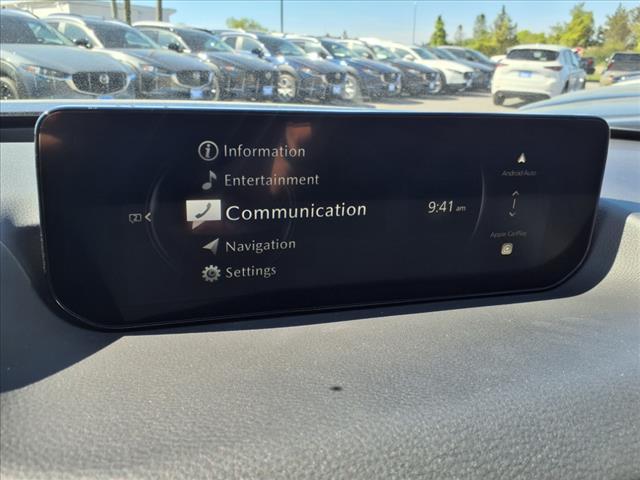 Information
Entertainment
Communication
Navigation
Settings
9:41 am
Android Auto
Apple CarPlay